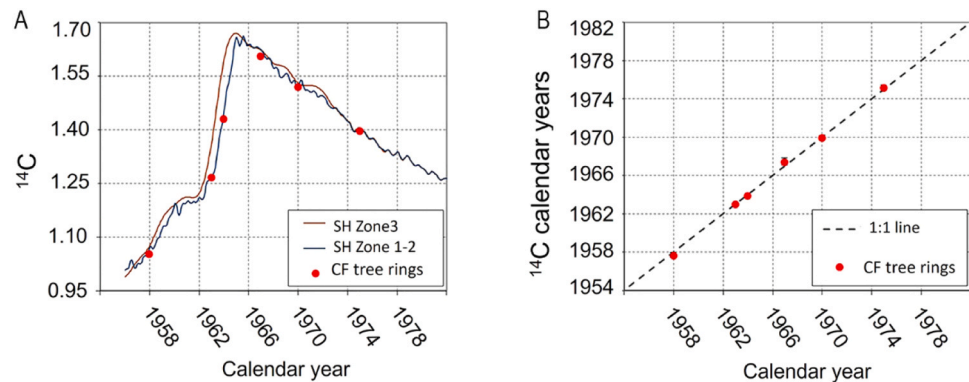 A
1.70
1.55
1.40
1.25
1.10
0.95
14C
SH Zone3
SH Zone 1-2
CF tree rings
1958
1962
1966
1970
1974
1978
Calendar year
B
1982
1978
1974
1970
1966
1962
1958
1954
14C calendar years
1:1 line
CF tree rings
1958
1962
1966
1970
1974
1978
Calendar year